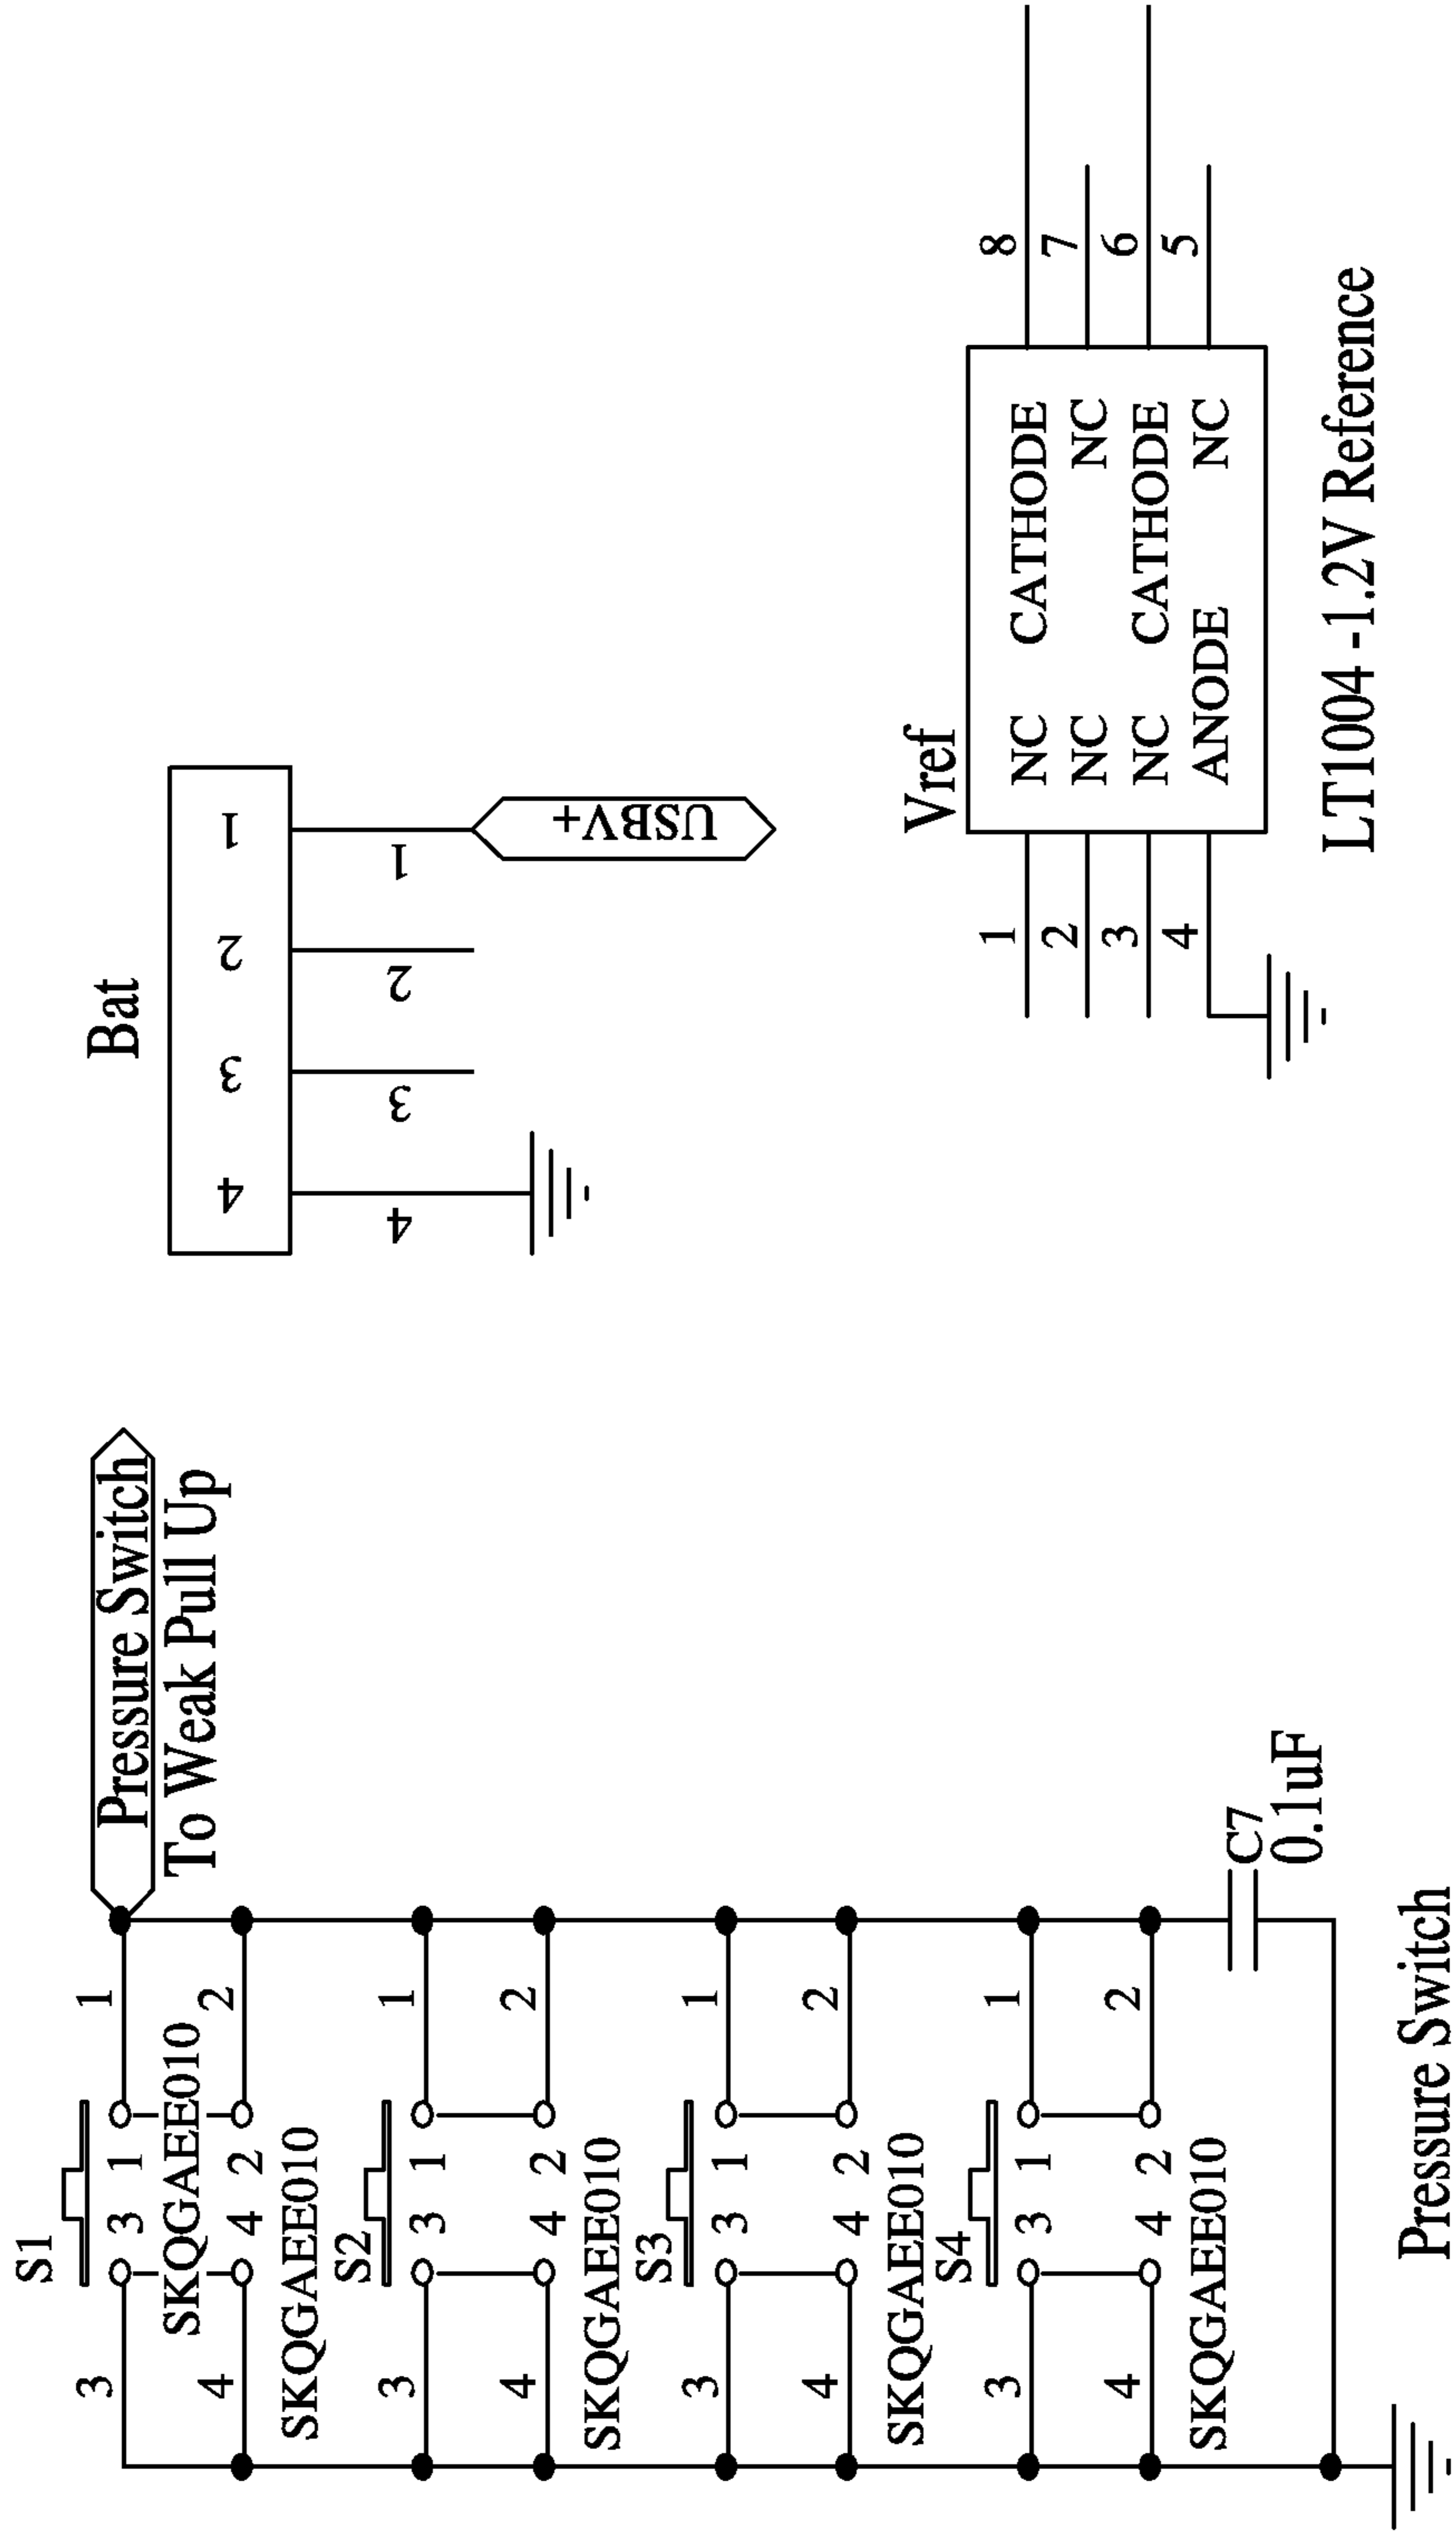 Pressure Switch
To Weak Pull Up
S1
3 3 1 1
SKQGAEE010
4 4 2 2
SKQGAEE010
S2
3 3 1 1
4 4 2 2
SKQGAEE010
S3
3 3 1 1
4 4 2 2
SKQGAEE010
S4
3 3 1 1
4 4 2 2
SKQGAEE010
C7
0.1uF
Pressure Switch
Bat
4 3 2 1
4 3 2 1
USBV+
Vref
1 NC CATHODE 8
2 NC NC 7
3 NC CATHODE 6
4 ANODE NC 5
LT1004 -1.2V Reference